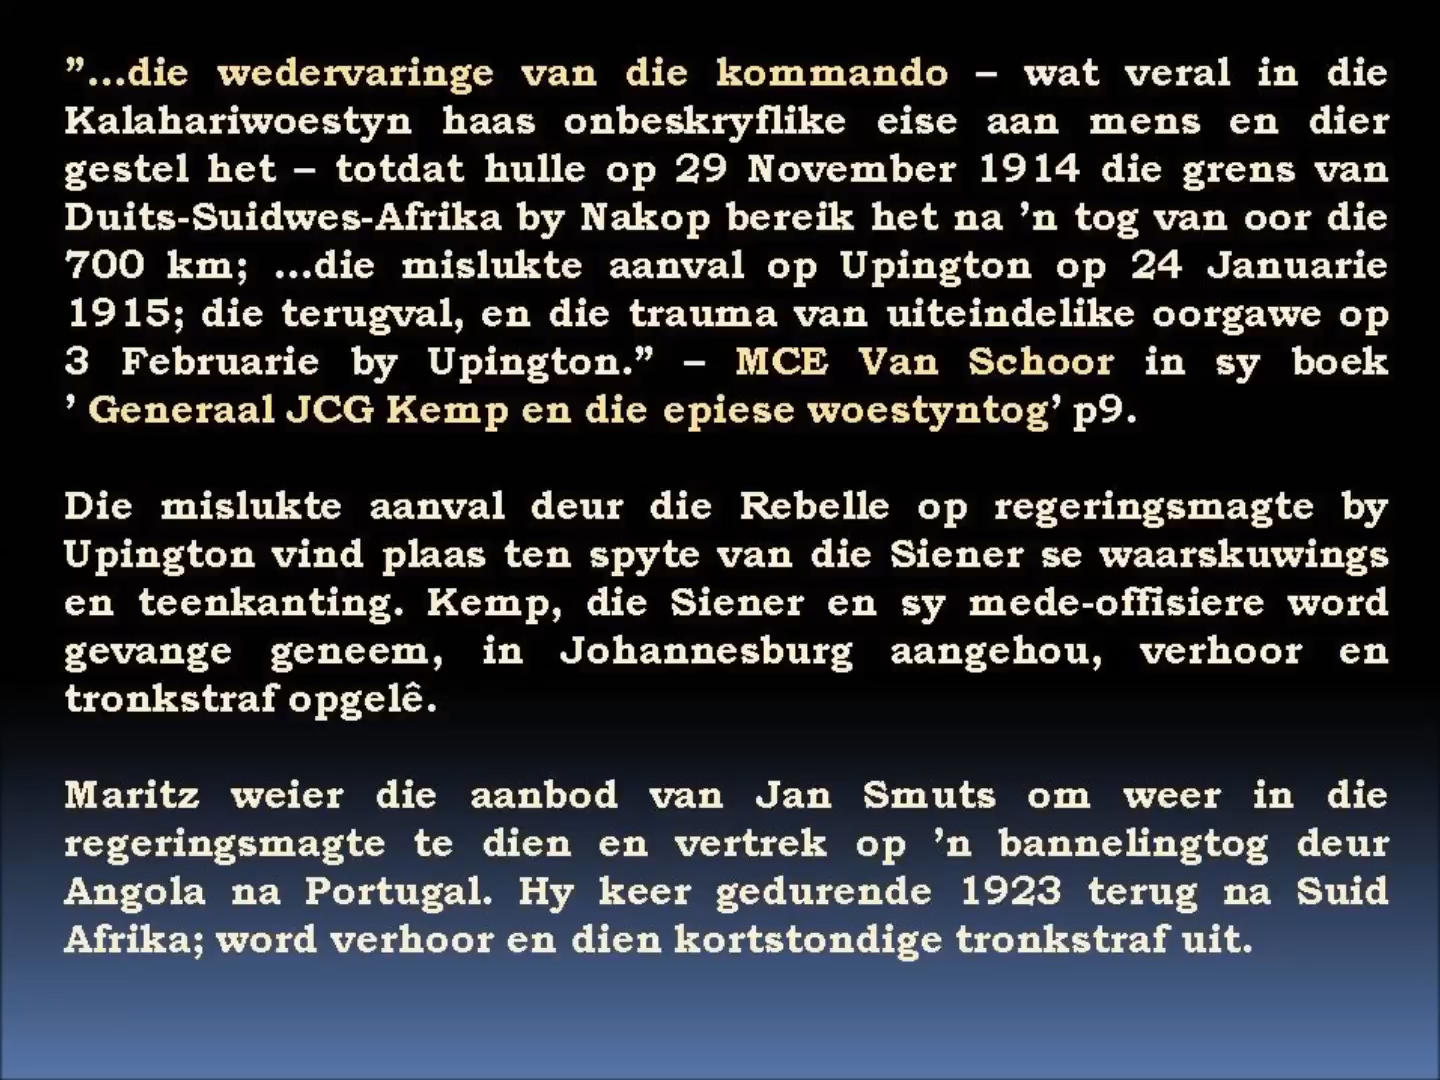 ”…die wedervaringe van die kommando – wat veral in die
Kalahariwoestyn haas onbeskryflike eise aan mens en dier
gestel het – totdat hulle op 29 November 1914 die grens van
Duits-Suidwes-Afrika by Nakop bereik het na ’n tog van oor die
700 km; …die mislukte aanval op Upington op 24 Januarie
1915; die terugval, en die trauma van uiteindelike oorgawe op
3 Februarie by Upington.” – MCE Van Schoor in sy boek
’ Generaal JCG Kemp en die epiese woestyntog’ p9.

Die mislukte aanval deur die Rebelle op regeringsmagte by
Upington vind plaas ten spyte van die Siener se waarskuwings
en teenkanting. Kemp, die Siener en sy mede-offisiere word
gevange geneem, in Johannesburg aangehou, verhoor en
tronkstraf opgelê.

Maritz weier die aanbod van Jan Smuts om weer in die
regeringsmagte te dien en vertrek op ’n bannelingtog deur
Angola na Portugal. Hy keer gedurende 1923 terug na Suid
Afrika; word verhoor en dien kortstondige tronkstraf uit.